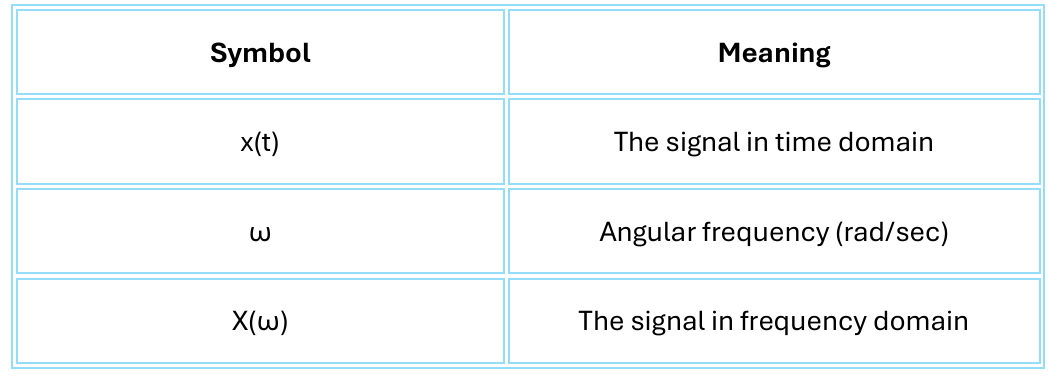 Symbol Meaning
x(t) The signal in time domain
ω Angular frequency (rad/sec)
X(ω) The signal in frequency domain